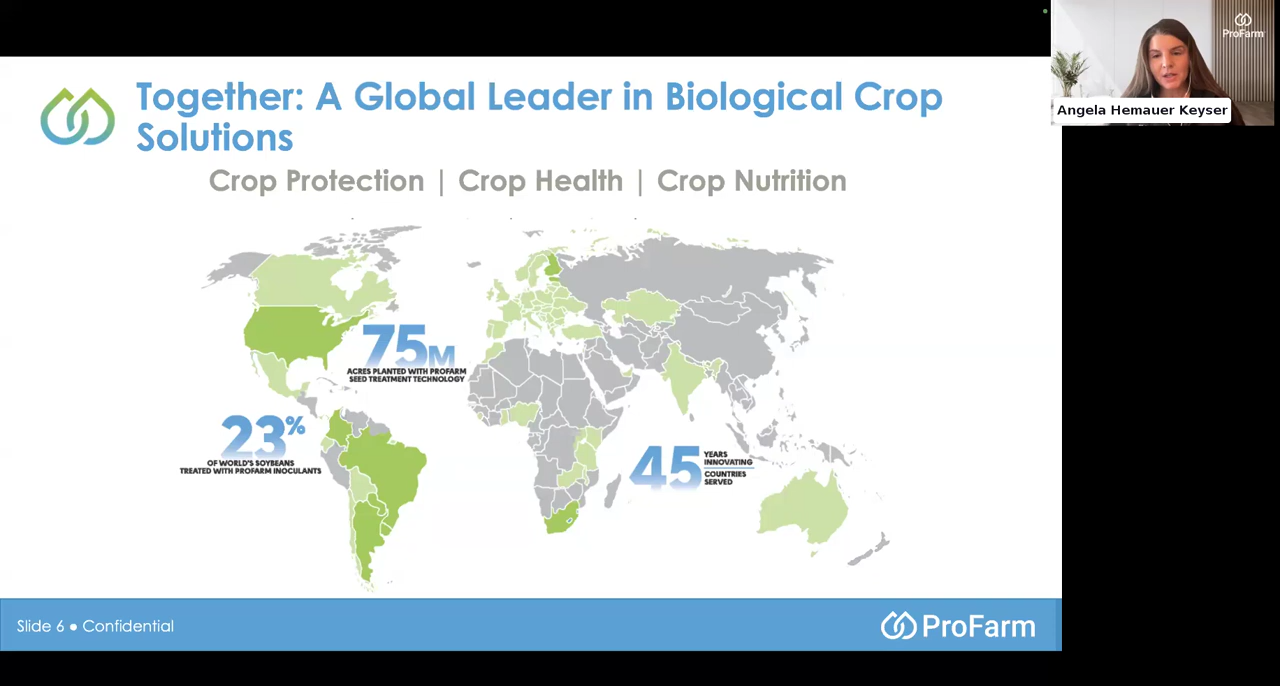 Together: A Global Leader in Biological Crop
Solutions
Crop Protection | Crop Health | Crop Nutrition
75M
ACRES PLANTED WITH PROFARM
SEED TREATMENT TECHNOLOGY
23%
OF WORLD'S SOYBEANS
TREATED WITH PROFARM INOCULANTS
45
YEARS
INNOVATING
COUNTRIES
SERVED
Slide 6 ● Confidential
ProFarm
ProFarm
Angela Hemauer Keyser